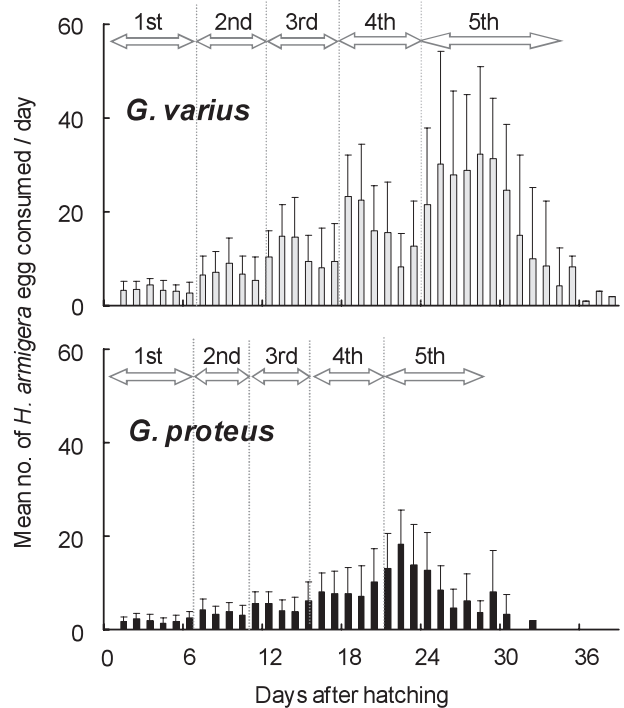 60
1st 2nd 3rd 4th 5th
G. varius
40
20
0
Mean no. of H. armigera egg consumed / day
60
1st 2nd 3rd 4th 5th
G. proteus
40
20
0
0 6 12 18 24 30 36
Days after hatching